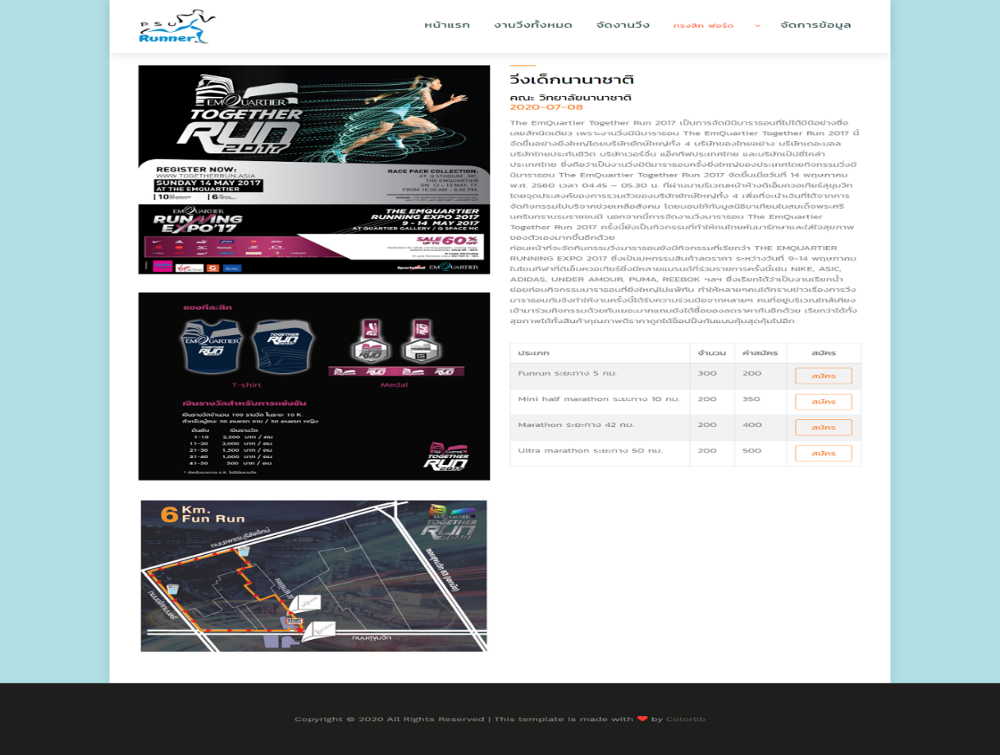 PSU
Runner
หน้าแรก
งานวิ่งทั้งหมด
จัดงานวิ่ง
ทรงสิท ฟอร์ด
จัดการข้อมูล
EMQUARTIER
TOGETHER
RUN
2017
REGISTER NOW:
WWW.TOGETHERRUN.ASIA
SUNDAY 14 MAY 2017
AT THE EMQUARTIER
10
6
RACE PACK COLLECTION:
AT Q STADIUM, MF,
THE EMQUARTIER
ON 12 - 13 MAY, 17.
FROM 10.00 AM - 8.00 PM.
EMQUARTIER
RUNNING
EXPO'17
THE EMQUARTIER
RUNNING EXPO 2017
9 - 14 MAY 2017
AT QUARTIER GALLERY / Q SPACE MC
SALE 60% OFF
EMQUARTIER
ของที่ระลึก
EMQUARTIER
TOGETHER
RUN
TOGETHER
RUN
T-shirt
Medal
เงินรางวัลสำหรับการแข่งขัน
เงินรางวัลจำนวน 100 รางวัล ในระยะ 10 K.
สำหรับผู้ชนะ 50 คนแรก ชาย / 50 คนแรก หญิง
อันดับ เงินรางวัล
1-10 2,500 บาท / คน
11-20 2,000 บาท / คน
21-30 1,500 บาท / คน
31-40 1,000 บาท / คน
41-50 500 บาท / คน
TOGETHER
RUN
2017
6 Km.
Fun Run
TOGETHER
RUN
ถนนเพชรบุรีตัดใหม่
ถนนสุขุมวิท
วิ่งเด็กนานาชาติ
คณะ วิทยาลัยนานาชาติ
2020-07-08
The EmQuartier Together Run 2017 เป็นการจัดมินิมาราธอนที่ไม่ได้มินิอย่างชื่อ
เลยสักนิดเดียว เพราะงานวิ่งมินิมาราธอน The EmQuartier Together Run 2017 นี้
จัดขึ้นอย่างยิ่งใหญ่โดยบริษัทยักษ์ใหญ่ทั้ง 4 บริษัทของไทยอย่าง บริษัทเดอะมอล
บริษัทไทยประกันชีวิต บริษัทเวอร์จิ้น แอ็คทีฟประเทศไทย และบริษัทเป๊ปซี่โคล่า
ประเทศไทย ซึ่งถือว่าเป็นงานวิ่งมินิมาราธอนครั้งยิ่งใหญ่ของประเทศโดยกิจกรรมวิ่งมิ
นิมาราธอน The EmQuartier Together Run 2017 จัดขึ้นเมื่อวันที่ 14 พฤษภาคม
พ.ศ. 2560 เวลา 04.45 – 05.30 น. ที่ผ่านมาบริเวณหน้าห้างดิเอ็มควอเทียร์สุขุมวิท
โดยจุดประสงค์ของการรวมตัวของบริษัทยักษ์ใหญ่ทั้ง 4 เพื่อที่จะนำเงินที่ได้จากการ
จัดกิจกรรมไปบริจาคช่วยเหลือสังคม โดยมอบให้กับมูลนิธิขาเทียมในสมเด็จพระศรี
นครินทราบรมราชชนนี นอกจากนี้การจัดงานวิ่งมาราธอน The EmQuartier
Together Run 2017 ครั้งนี้ยังเป็นกิจกรรมที่ทำให้คนไทยหันมารักษาและใส่ใจสุขภาพ
ของตัวเองมากขึ้นอีกด้วย
ก่อนหน้าที่จะจัดกินกรรมวิ่งมาราธอนยังมีกิจกรรมที่เรียกว่า THE EMQUARTIER
RUNNING EXPO 2017 ซึ่งเป็นมหกรรมสินค้าลดราคา ระหว่างวันที่ 9-14 พฤษภาคม
ในโซนกีฬาที่ดิเอ็มควอเทียร์ซึ่งมีหลายแบรนด์ที่ร่วมรายการครั้งนี้เช่น NIKE, ASIC,
ADIDAS, UNDER AMOUR, PUMA, REEBOK ฯลฯ ซึ่งเรียกได้ว่าเป็นงานเรียกน้ำ
ย่อยก่อนกิจกรรมมาราธอนที่ยิ่งใหญ่ไม่แพ้กัน ทำให้หลายๆคนได้ทราบข่าวเรื่องการวิ่ง
มาราธอนกันจึงทำให้งานครั้งนี้ได้รับความร่วมมือจากหลายๆ คนที่อยู่บริเวณใกล้เคียง
เข้ามาร่วมกิจกรรมด้วยกันเยอะมากแถมยังได้ซื้อของลดราคากันอีกด้วย เรียกว่าได้ทั้ง
สุขภาพได้ทั้งสินค้าคุณภาพดีราคาถูกได้ช็อปปิ้งกันแบบคุ้มสุดคุ้มไปอีก
ประเภท จำนวน ค่าสมัคร สมัคร
Funrun ระยะทาง 5 กม. 300 200 สมัคร
Mini half marathon ระยะทาง 10 กม. 200 350 สมัคร
Marathon ระยะทาง 42 กม. 200 400 สมัคร
Ultra marathon ระยะทาง 50 กม. 200 500 สมัคร
Copyright © 2020 All Rights Reserved | This template is made with ❤ by Colorlib